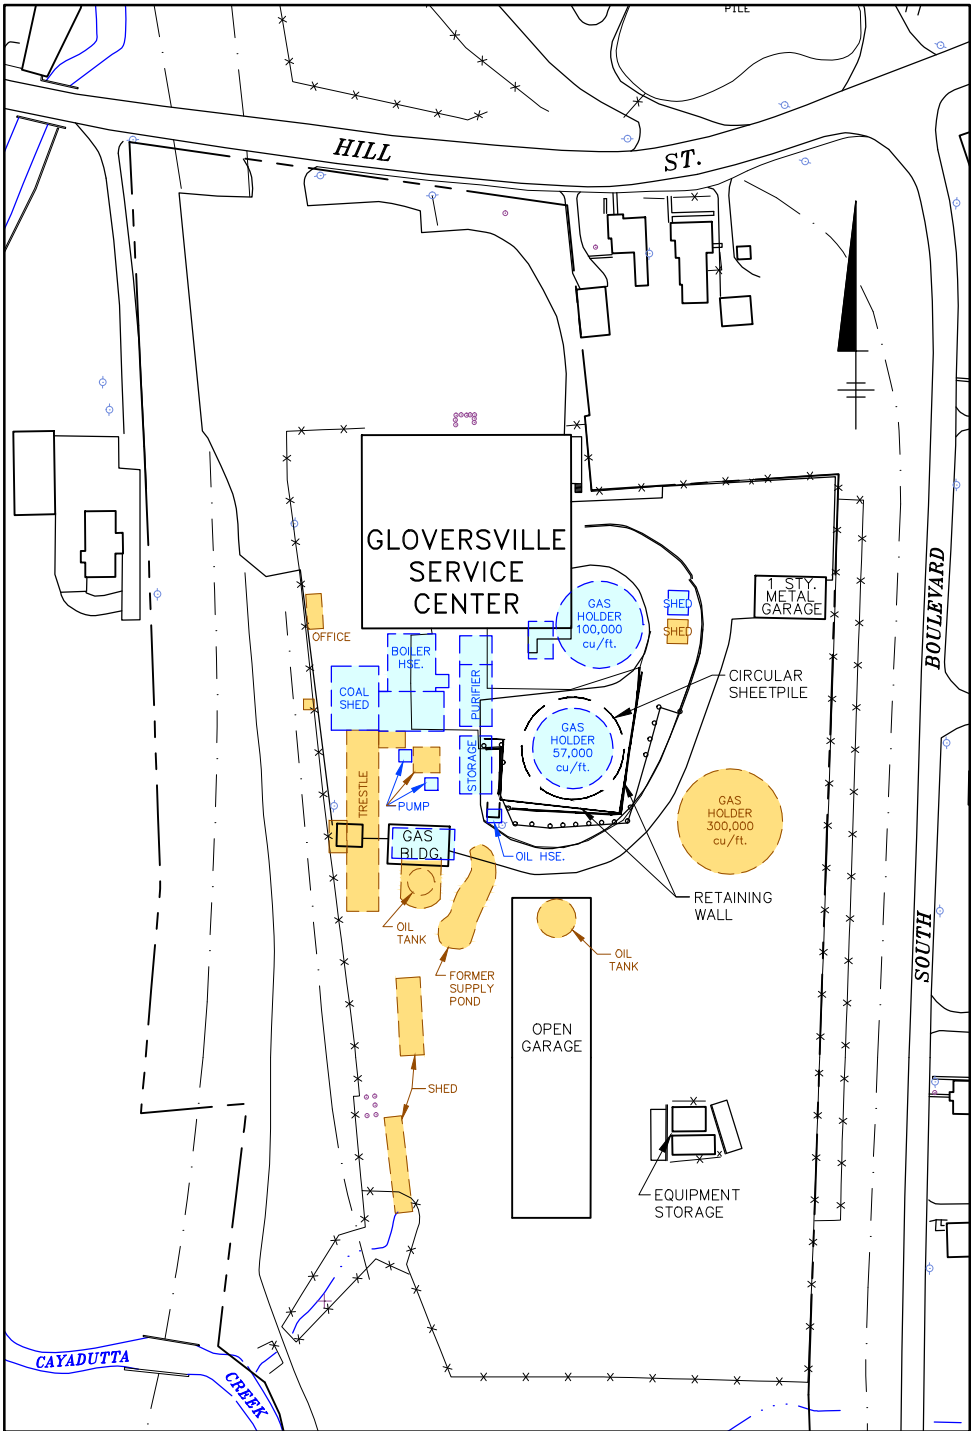 PILE
HILL
ST.
GLOVERSVILLE
SERVICE
CENTER
1 STY.
METAL
GARAGE
BOULEVARD
SOUTH
GAS
HOLDER
100,000
cu/ft.
SHED
SHED
OFFICE
BOILER
HSE.
COAL
SHED
PURIFIER
CIRCULAR
SHEETPILE
GAS
HOLDER
57,000
cu/ft.
STORAGE
TRESTLE
PUMP
GAS
HOLDER
300,000
cu/ft.
GAS
BLDG.
OIL HSE.
RETAINING
WALL
OIL
TANK
OIL
TANK
FORMER
SUPPLY
POND
OPEN
GARAGE
SHED
EQUIPMENT
STORAGE
CAYADUTTA
CREEK